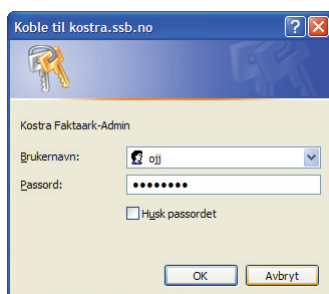 Koble til kostra.ssb.no
Kostra Faktaark-Admin
Brukernavn: ojj
Passord: ••••••••
Husk passordet
OK Avbryt